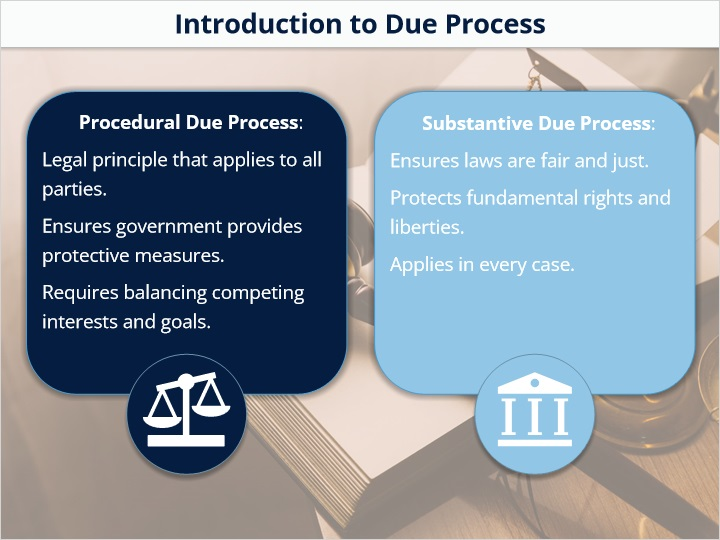 Introduction to Due Process
Procedural Due Process:
Legal principle that applies to all
parties.
Ensures government provides
protective measures.
Requires balancing competing
interests and goals.
Substantive Due Process:
Ensures laws are fair and just.
Protects fundamental rights and
liberties.
Applies in every case.